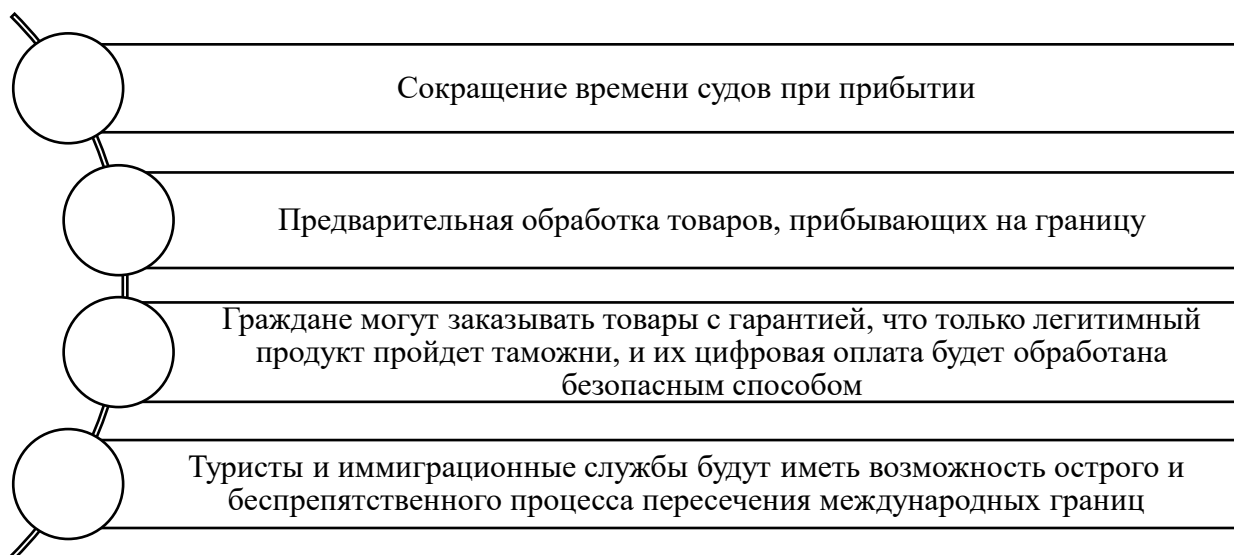 Сокращение времени судов при прибытии
Предварительная обработка товаров, прибывающих на границу
Граждане могут заказывать товары с гарантией, что только легитимный
продукт пройдет таможни, и их цифровая оплата будет обработана
безопасным способом
Туристы и иммиграционные службы будут иметь возможность острого и
беспрепятственного процесса пересечения международных границ